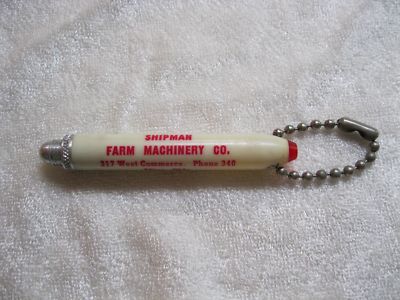 SHIPMAN
FARM MACHINERY CO.
317 West Commerce. Phone 340